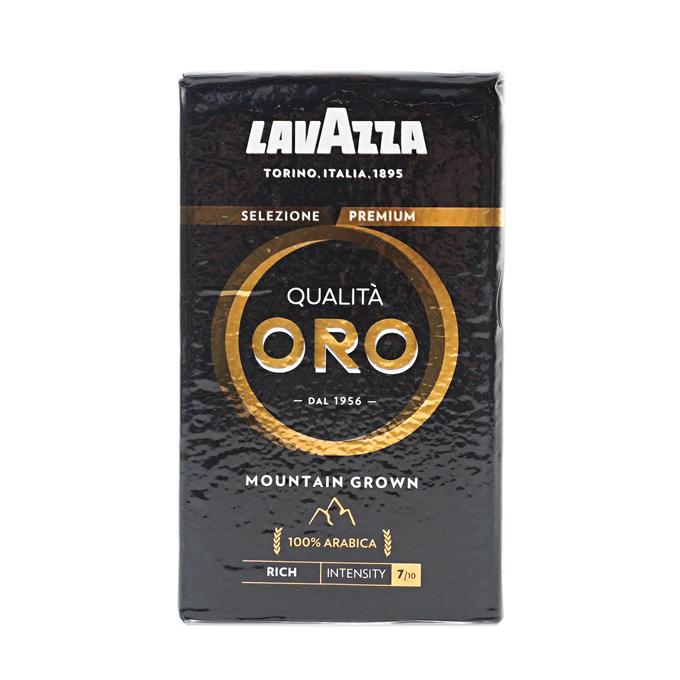 LAVAZZA
TORINO, ITALIA, 1895
SELEZIONE PREMIUM
QUALITÀ
ORO
— DAL 1956 —
MOUNTAIN GROWN
100% ARABICA
RICH INTENSITY 7/10